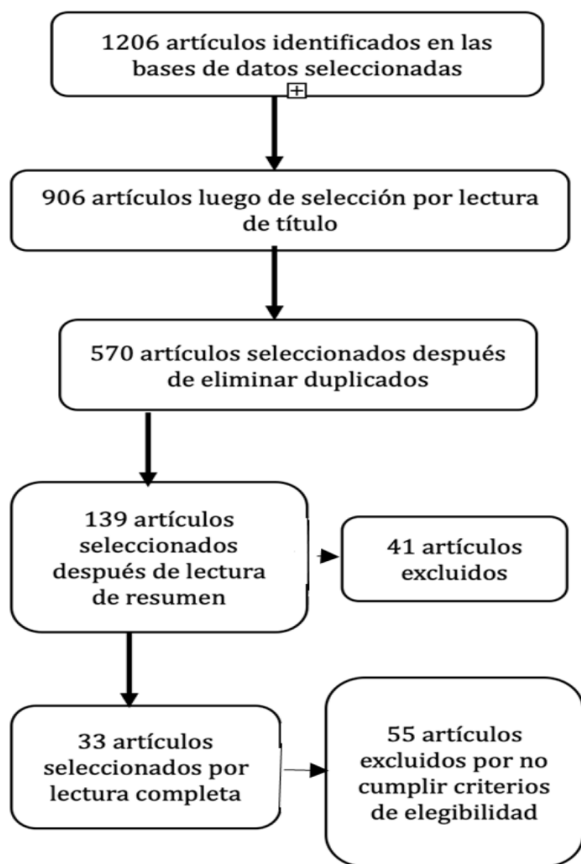 1206 artículos identificados en las
bases de datos seleccionadas
906 artículos luego de selección por lectura
de título
570 artículos seleccionados después
de eliminar duplicados
139 artículos
seleccionados
después de lectura
de resumen
41 artículos
excluidos
33 artículos
seleccionados por
lectura completa
55 artículos
excluidos por no
cumplir criterios
de elegibilidad